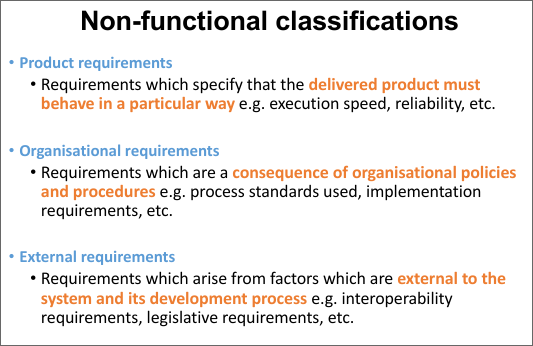 Non-functional classifications
• Product requirements
• Requirements which specify that the delivered product must
behave in a particular way e.g. execution speed, reliability, etc.
• Organisational requirements
• Requirements which are a consequence of organisational policies
and procedures e.g. process standards used, implementation
requirements, etc.
• External requirements
• Requirements which arise from factors which are external to the
system and its development process e.g. interoperability
requirements, legislative requirements, etc.